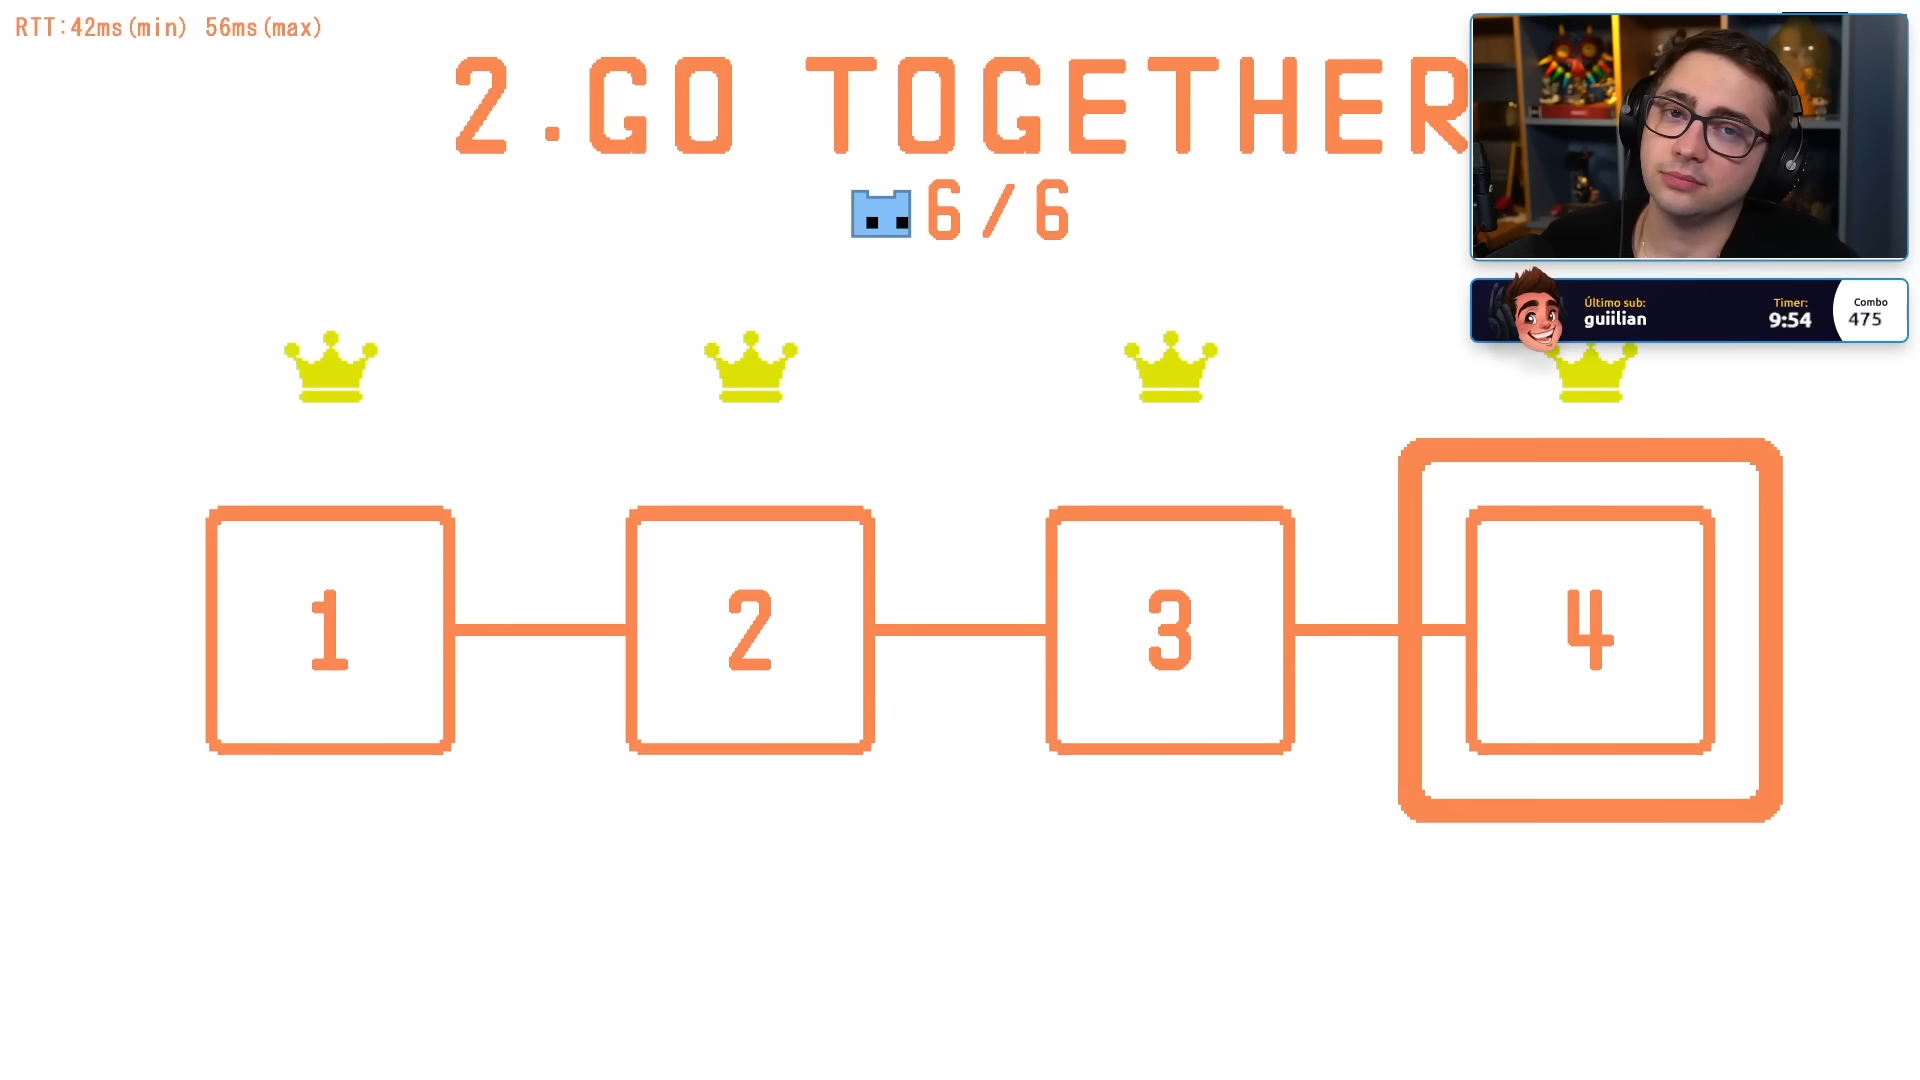 RTT:42ms(min) 56ms(max)
2.GO TOGETHER
6/6
Último sub:
guiilian
Timer:
9:54
Combo
475
1
2
3
4